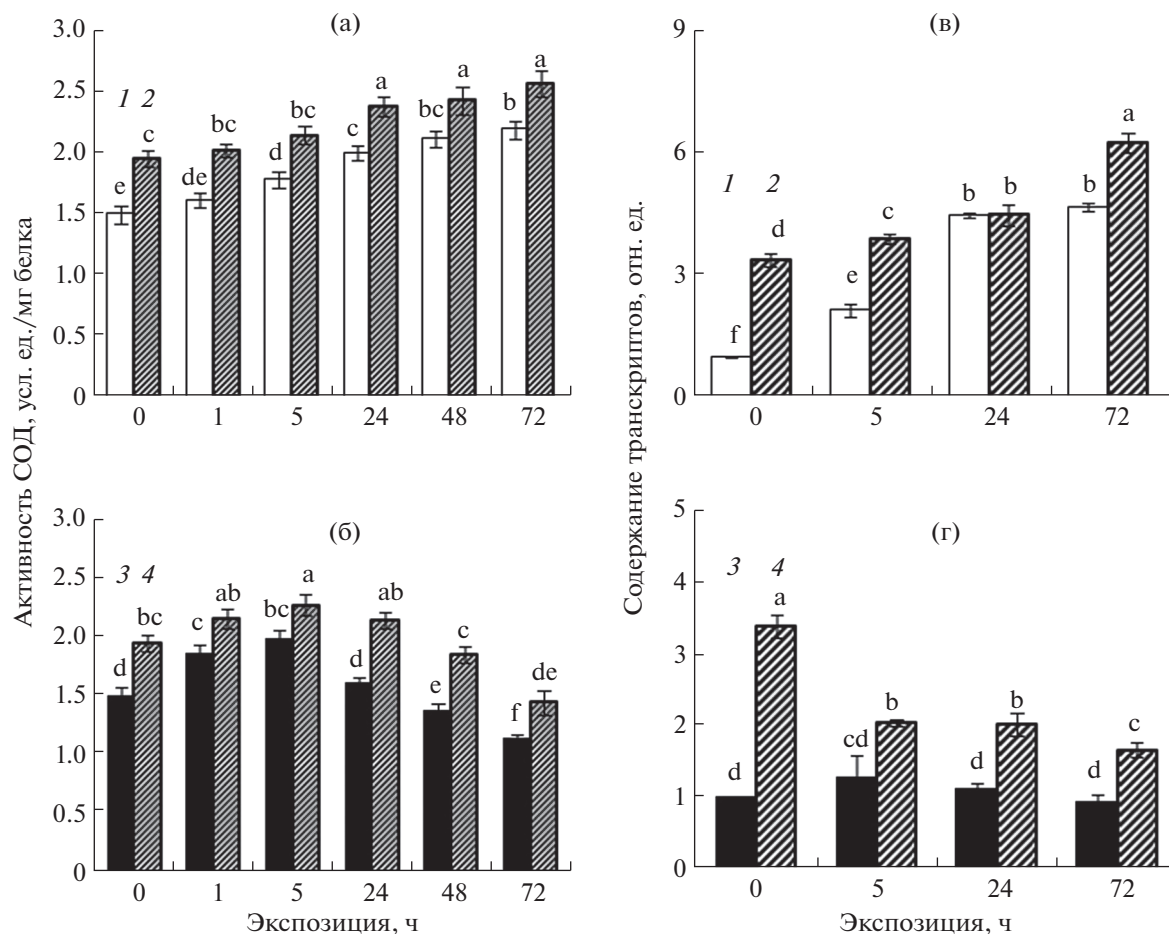 (а)
Активность СОД, усл. ед./мг белка
3.0
2.5
2.0
1.5
1.0
0.5
0
1 2
e c
de bc
d bc
c a
bc a
b a
0 1 5 24 48 72
(б)
3.0
2.5
2.0
1.5
1.0
0.5
0
3 4
d bc
c ab
bc a
d ab
e c
f de
0 1 5 24 48 72
Экспозиция, ч
(в)
Содержание транскриптов, отн. ед.
9
6
3
0
1 2
f d
e c
b b
b a
0 5 24 72
(г)
5
4
3
2
1
0
3 4
d a
cd b
d b
d c
0 5 24 72
Экспозиция, ч